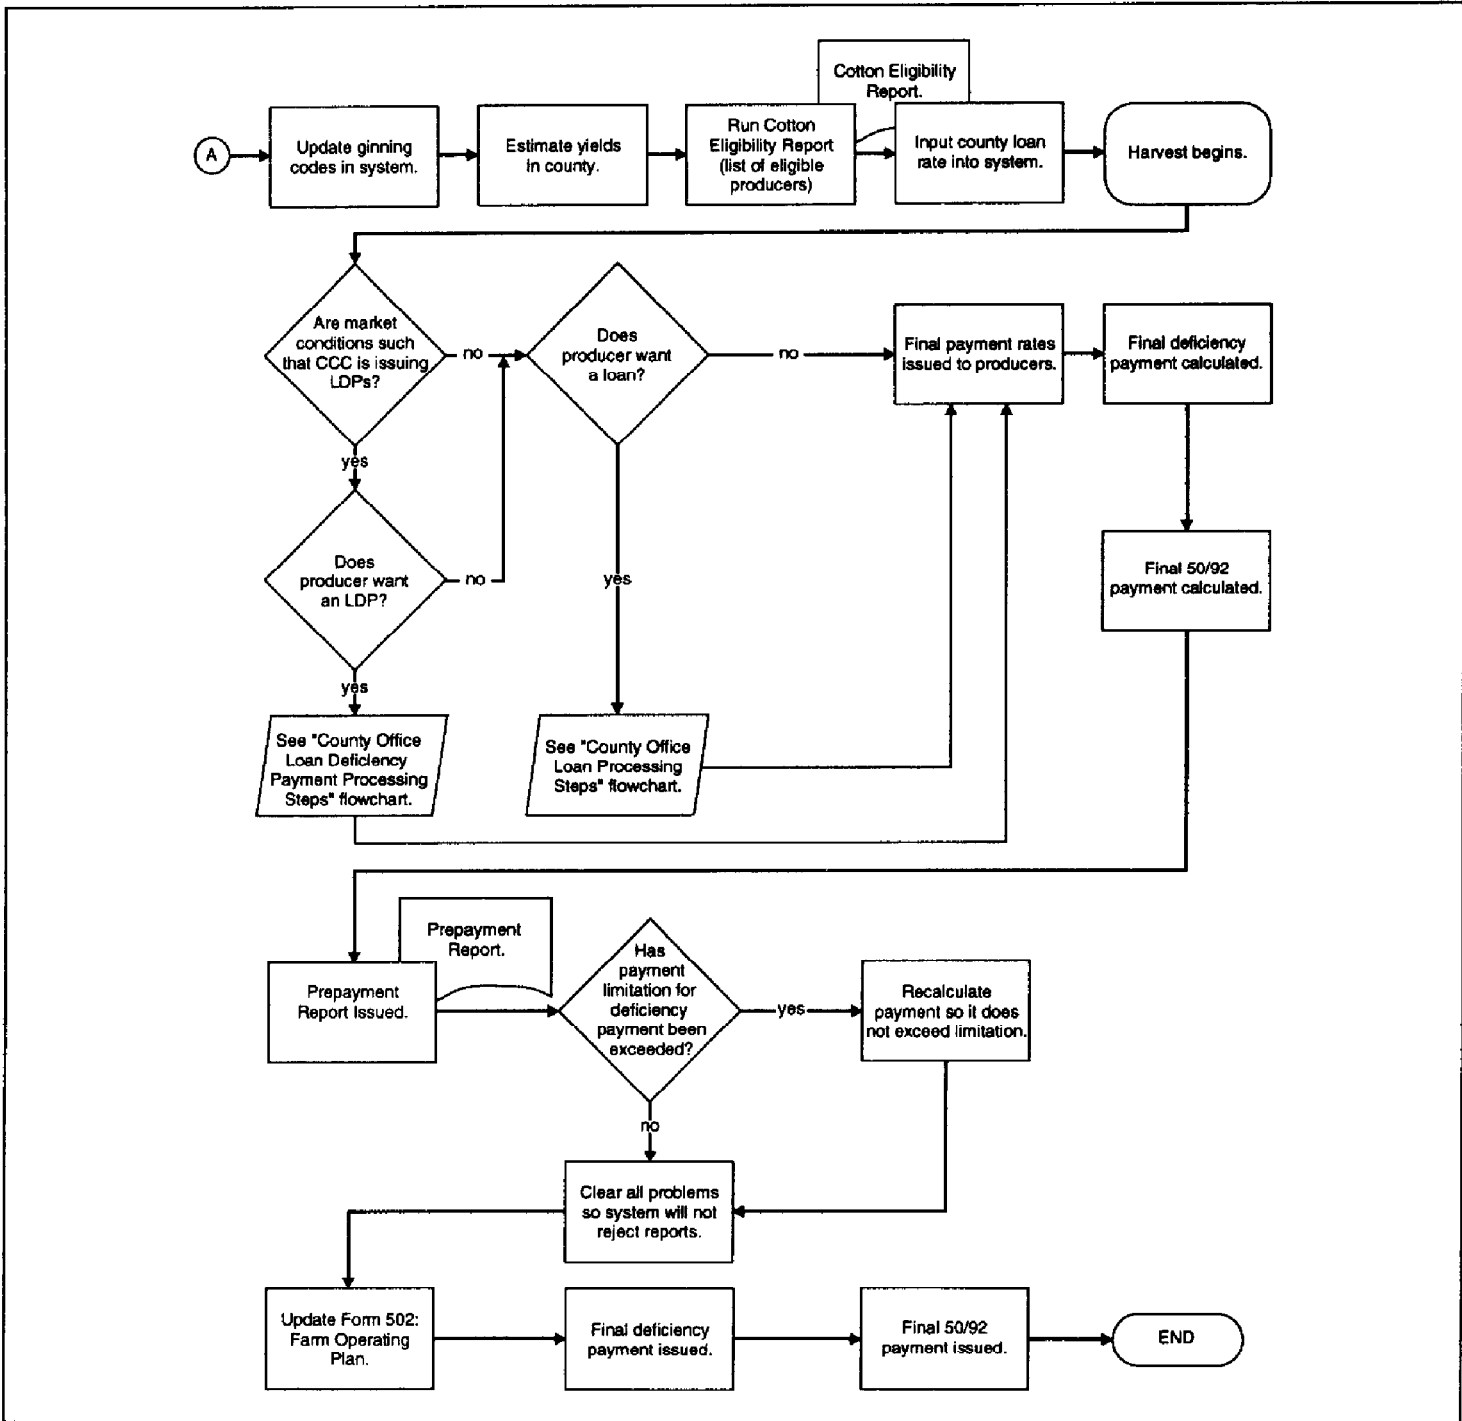 Cotton Eligibility
Report.
A
Update ginning
codes in system.
Estimate yields
in county.
Run Cotton
Eligibility Report
(list of eligible
producers)
Input county loan
rate into system.
Harvest begins.
Are market
conditions such
that CCC is issuing
LDPs?
no
Does
producer want
a loan?
no
Final payment rates
issued to producers.
Final deficiency
payment calculated.
yes
Does
producer want
an LDP?
no
yes
Final 50/92
payment calculated.
yes
See "County Office
Loan Deficiency
Payment Processing
Steps" flowchart.
See "County Office
Loan Processing
Steps" flowchart.
Prepayment
Report.
Prepayment
Report Issued.
Has
payment
limitation for
deficiency
payment been
exceeded?
yes
Recalculate
payment so it does
not exceed limitation.
no
Clear all problems
so system will not
reject reports.
Update Form 502:
Farm Operating
Plan.
Final deficiency
payment issued.
Final 50/92
payment issued.
END